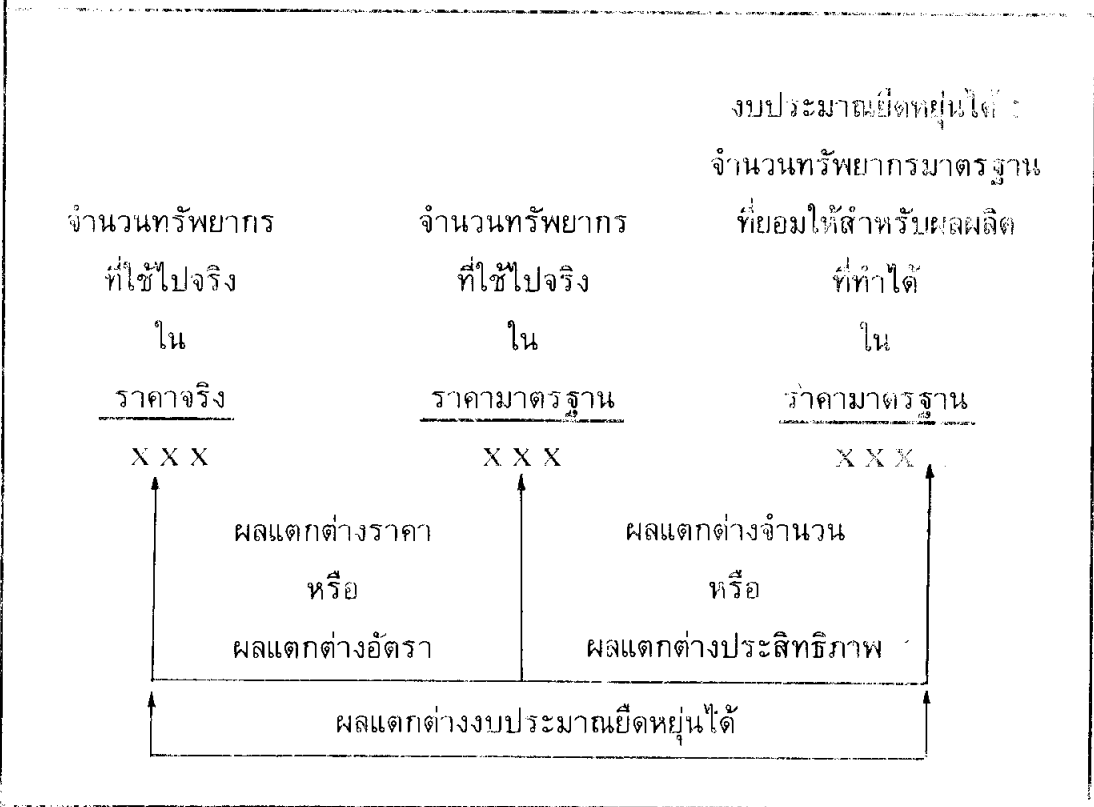 งบประมาณยืดหยุ่นได้ :
จำนวนทรัพยากรมาตรฐาน
จำนวนทรัพยากร จำนวนทรัพยากร ที่ยอมให้สำหรับผลผลิต
ที่ใช้ไปจริง ที่ใช้ไปจริง ที่ทำได้
ใน ใน ใน
ราคาจริง ราคามาตรฐาน ราคามาตรฐาน
X X X X X X X X X
ผลแตกต่างราคา ผลแตกต่างจำนวน
หรือ หรือ
ผลแตกต่างอัตรา ผลแตกต่างประสิทธิภาพ
ผลแตกต่างงบประมาณยืดหยุ่นได้